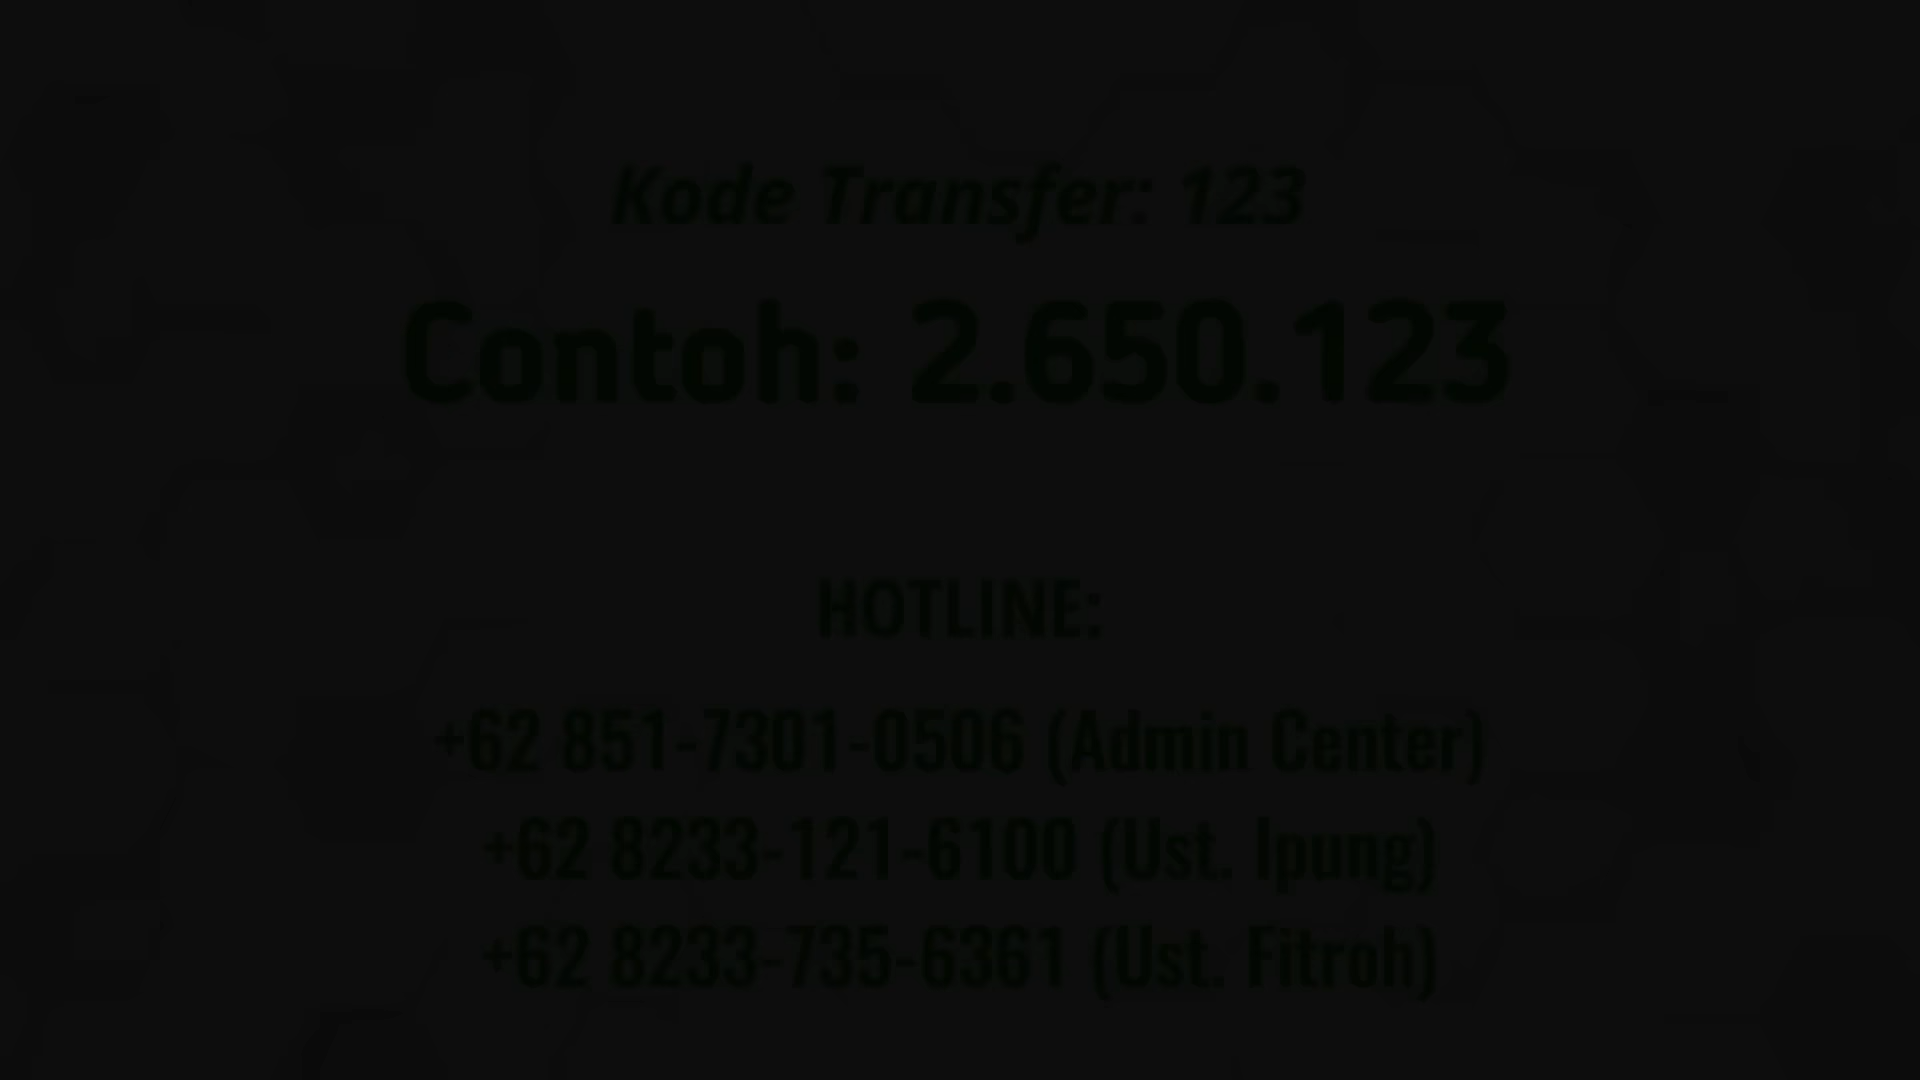 Kode Transfer: 123
Contoh: 2.650.123
HOTLINE:
+62 851-7301-0506 (Admin Center)
+62 8233-121-6100 (Ust. Ipung)
+62 8233-735-6361 (Ust. Fitroh)